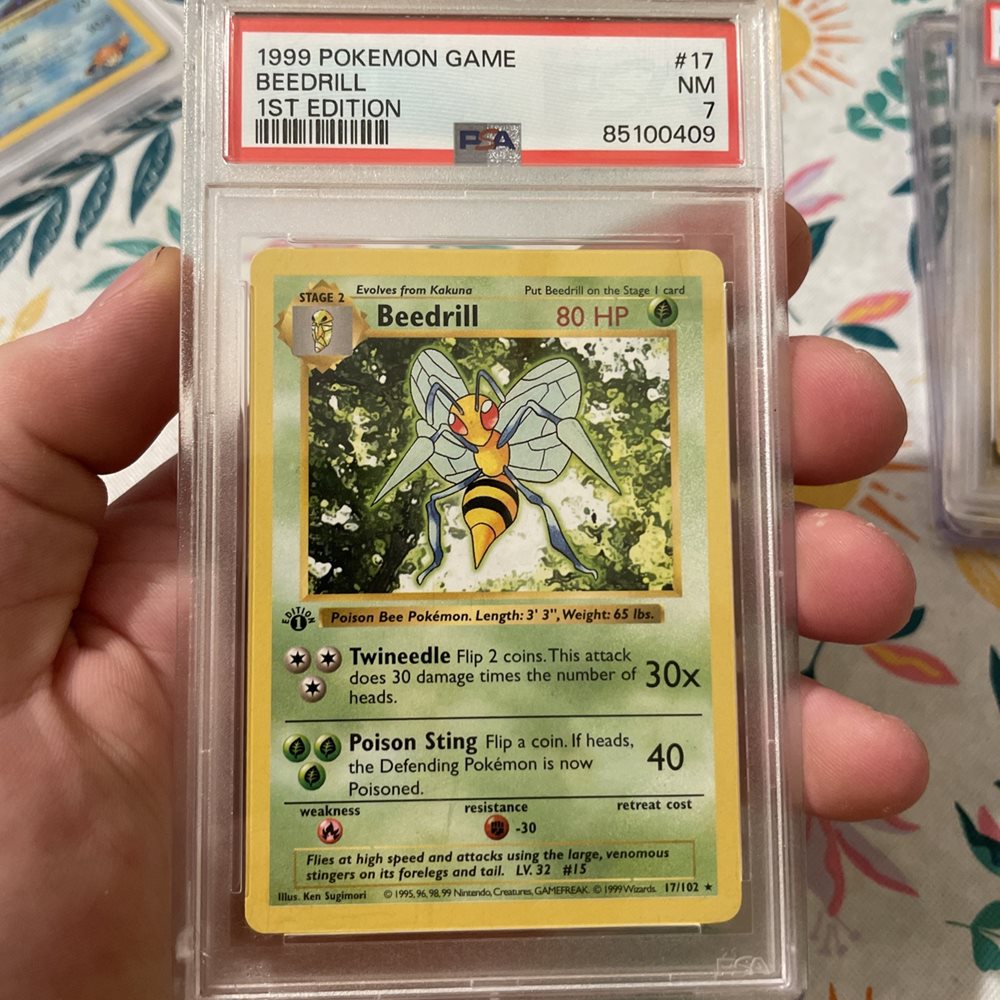 1999 POKEMON GAME #17
BEEDRILL NM
1ST EDITION 7
PSA 85100409
STAGE 2 Evolves from Kakuna Put Beedrill on the Stage 1 card
Beedrill 80 HP
EDITION 1
Poison Bee Pokémon. Length: 3' 3", Weight: 65 lbs.
Twineedle Flip 2 coins. This attack
does 30 damage times the number of 30x
heads.
Poison Sting Flip a coin. If heads,
the Defending Pokémon is now 40
Poisoned.
weakness resistance retreat cost
-30
Flies at high speed and attacks using the large, venomous
stingers on its forelegs and tail. LV. 32 #15
Illus. Ken Sugimori © 1995, 96, 98, 99 Nintendo, Creatures, GAMEFREAK. © 1999 Wizards. 17/102 ★
PSA